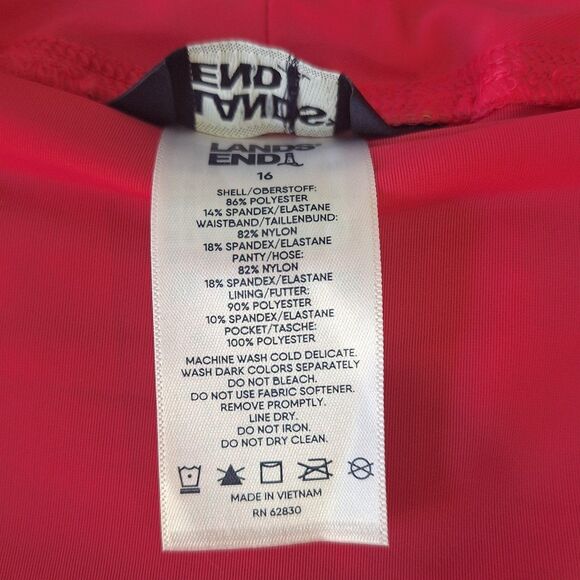 LANDS'
END
LANDS'
END
16
SHELL/OBERSTOFF:
86% POLYESTER
14% SPANDEX/ELASTANE
WAISTBAND/TAILLENBUND:
82% NYLON
18% SPANDEX/ELASTANE
PANTY/HOSE:
82% NYLON
18% SPANDEX/ELASTANE
LINING/FUTTER:
90% POLYESTER
10% SPANDEX/ELASTANE
POCKET/TASCHE:
100% POLYESTER
MACHINE WASH COLD DELICATE.
WASH DARK COLORS SEPARATELY
DO NOT BLEACH.
DO NOT USE FABRIC SOFTENER.
REMOVE PROMPTLY.
LINE DRY.
DO NOT IRON.
DO NOT DRY CLEAN.
MADE IN VIETNAM
RN 62830